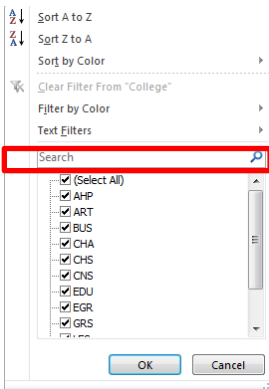 Sort A to Z
Sort Z to A
Sort by Color
Clear Filter From "College"
Filter by Color
Text Filters
Search
(Select All)
AHP
ART
BUS
CHA
CHS
CNS
EDU
EGR
GRS
OK Cancel